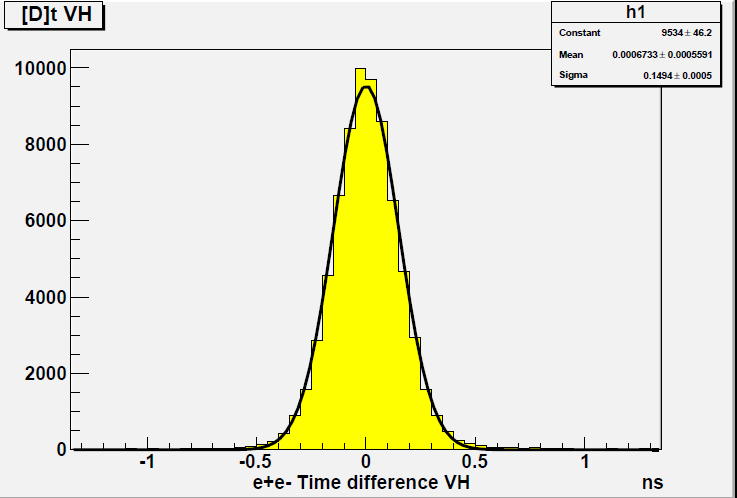 [D]t VH
h1
Constant 9534 ± 46.2
Mean 0.0006733 ± 0.0005591
Sigma 0.1494 ± 0.0005
10000
8000
6000
4000
2000
0
-1 -0.5 0 0.5 1
e+e- Time difference VH ns